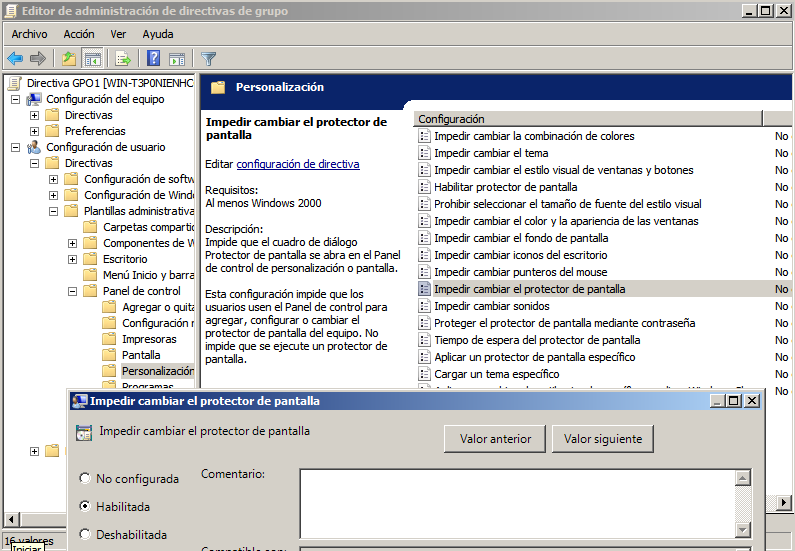 Editor de administración de directivas de grupo
Archivo Acción Ver Ayuda
Directiva GPO1 [WIN-T3P0NIENHC
Configuración del equipo
Directivas
Preferencias
Configuración de usuario
Directivas
Configuración de softw
Configuración de Windo
Plantillas administrativa
Carpetas compartic
Componentes de W
Escritorio
Menú Inicio y barra
Panel de control
Agregar o quita
Configuración r
Impresoras
Pantalla
Personalización
Programas
16 valores
Iniciar
Personalización
Impedir cambiar el protector de
pantalla
Editar configuración de directiva
Requisitos:
Al menos Windows 2000
Descripción:
Impide que el cuadro de diálogo
Protector de pantalla se abra en el Panel
de control de personalización o pantalla.
Esta configuración impide que los
usuarios usen el Panel de control para
agregar, configurar o cambiar el
protector de pantalla del equipo. No
impide que se ejecute un protector de
pantalla.
Configuración
Impedir cambiar la combinación de colores No
Impedir cambiar el tema No
Impedir cambiar el estilo visual de ventanas y botones No
Habilitar protector de pantalla No
Prohibir seleccionar el tamaño de fuente del estilo visual No
Impedir cambiar el color y la apariencia de las ventanas No
Impedir cambiar el fondo de pantalla No
Impedir cambiar iconos del escritorio No
Impedir cambiar punteros del mouse No
Impedir cambiar el protector de pantalla No
Impedir cambiar sonidos No
Proteger el protector de pantalla mediante contraseña No
Tiempo de espera del protector de pantalla No
Aplicar un protector de pantalla específico No
Cargar un tema específico No
Impedir cambiar el protector de pantalla
Impedir cambiar el protector de pantalla
Valor anterior Valor siguiente
No configurada
Habilitada
Deshabilitada
Comentario: